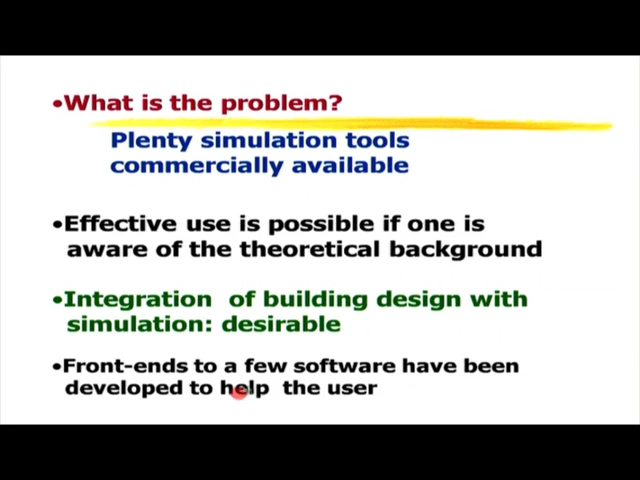 •What is the problem?
Plenty simulation tools
commercially available
•Effective use is possible if one is
aware of the theoretical background
•Integration of building design with
simulation: desirable
•Front-ends to a few software have been
developed to help the user